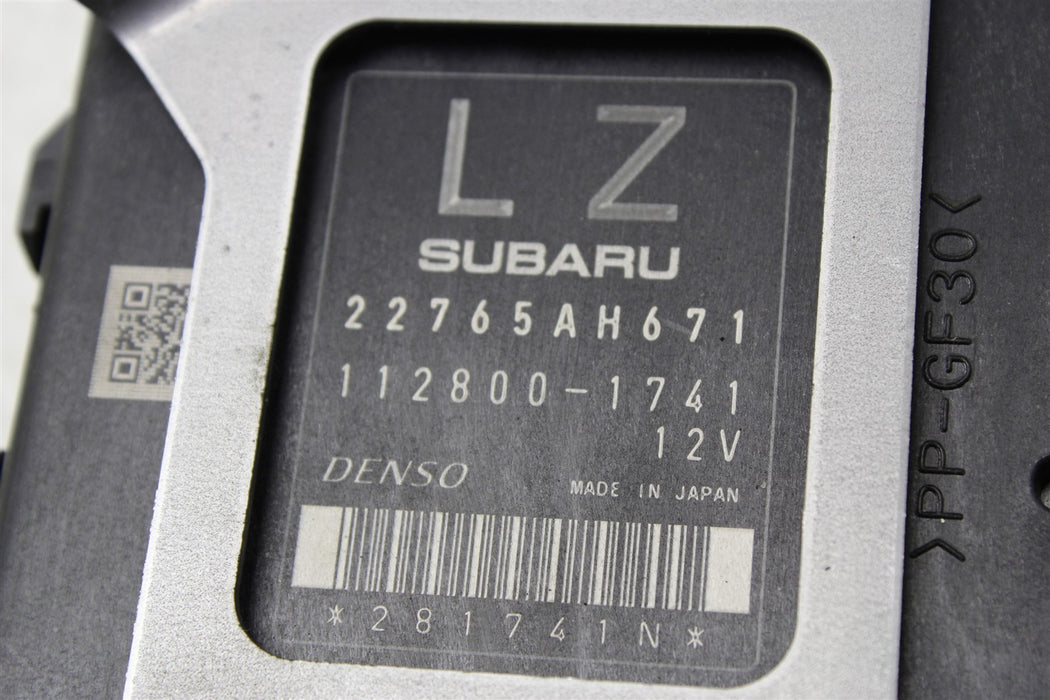 LZ
SUBARU
22765AH671
112800-1741
12V
DENSO
MADE IN JAPAN
*281741N*
>PP-GF30<